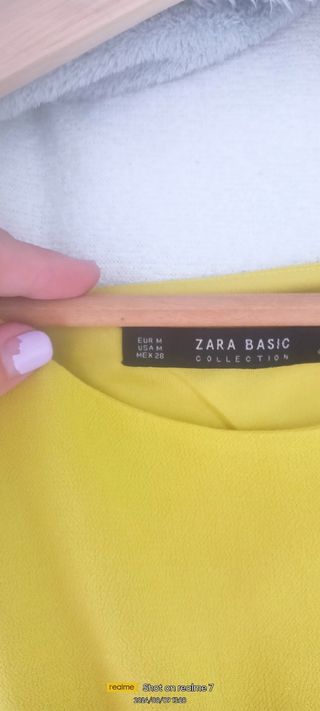 EUR M
USA M
MEX 28
ZARA BASIC
COLLECTION
realme Shot on realme 7